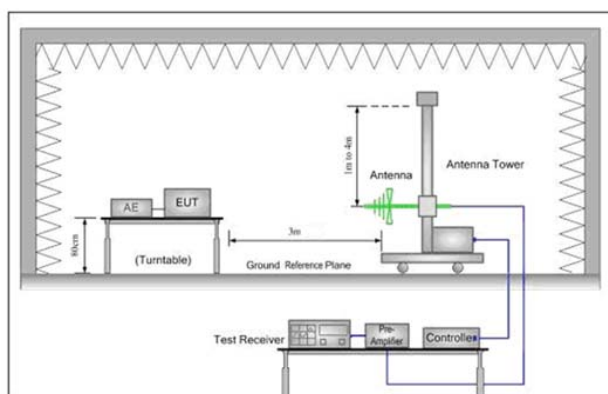 1m to 4m
Antenna
Antenna Tower
AE
EUT
80cm
(Turntable)
3m
Ground Reference Plane
Test Receiver
Pre-
Amplifier
Controller